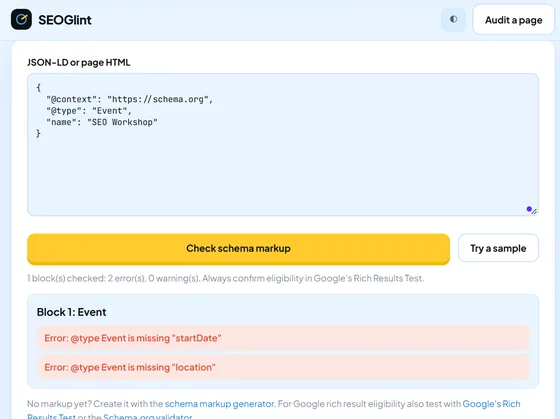 SEOGlint
Audit a page
JSON-LD or page HTML
{
"@context": "https://schema.org",
"@type": "Event",
"name": "SEO Workshop"
}
Check schema markup
Try a sample
1 block(s) checked: 2 error(s), 0 warning(s). Always confirm eligibility in Google's Rich Results Test.
Block 1: Event
Error: @type Event is missing "startDate"
Error: @type Event is missing "location"
No markup yet? Create it with the schema markup generator. For Google rich result eligibility also test with Google's Rich
Results Test or the Schema.org validator.